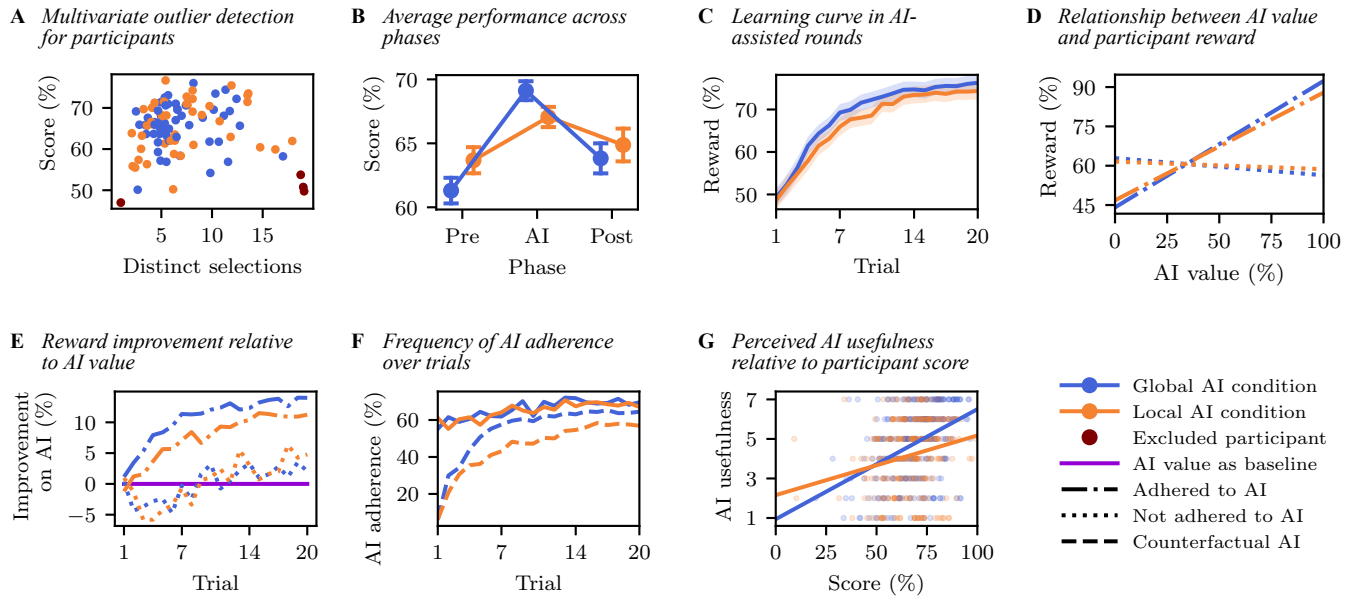 A Multivariate outlier detection
for participants
Score (%)
70
60
50
5 10 15
Distinct selections
B Average performance across
phases
Score (%)
70
65
60
Pre AI Post
Phase
C Learning curve in AI-
assisted rounds
Reward (%)
70
60
50
1 7 14 20
Trial
D Relationship between AI value
and participant reward
Reward (%)
90
75
60
45
0 25 50 75 100
AI value (%)
E Reward improvement relative
to AI value
Improvement
on AI (%)
10
5
0
−5
1 7 14 20
Trial
F Frequency of AI adherence
over trials
AI adherence (%)
60
40
20
1 7 14 20
Trial
G Perceived AI usefulness
relative to participant score
AI usefulness
7
6
5
4
3
2
1
0 25 50 75 100
Score (%)
Global AI condition
Local AI condition
Excluded participant
AI value as baseline
Adhered to AI
Not adhered to AI
Counterfactual AI